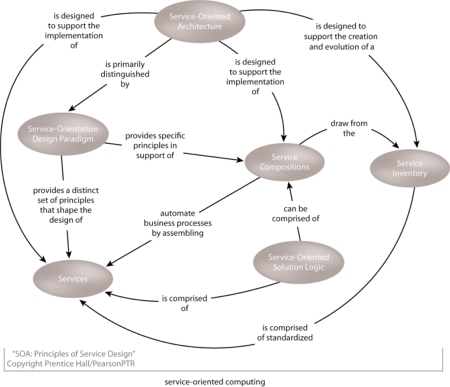 is designed
to support the
implementation
of
Service-Oriented
Architecture
is designed to
support the creation
and evolution of a
is primarily
distinguished
by
is designed to
support the
implementation
of
Service-Orientation
Design Paradigm
provides specific
principles in
support of
draw from
the
Service
Compositions
Service
Inventory
provides a distinct
set of principles
that shape the
design of
automate
business processes
by assembling
can be
comprised of
Services
Service-Oriented
Solution Logic
is comprised
of
is comprised
of standardized
"SOA: Principles of Service Design"
Copyright Prentice Hall/PearsonPTR
service-oriented computing